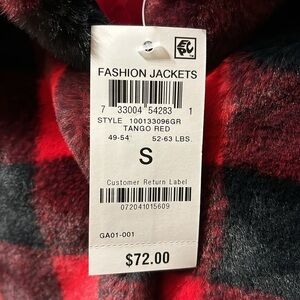 FASHION JACKETS
7 33004 54283 1
STYLE 100133096GR
TANGO RED
49-54 52-63 LBS.
S
Customer Return Label
072041015609
GA01-001
$72.00